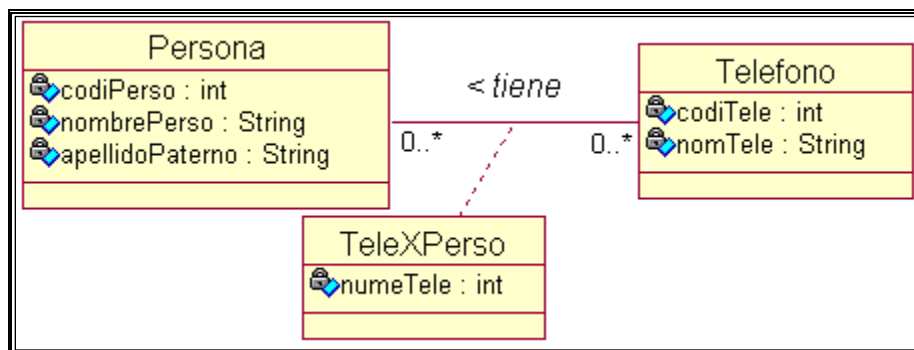 Persona
codiPerso : int
nombrePerso : String
apellidoPaterno : String
< tiene
0..*
0..*
Telefono
codiTele : int
nomTele : String
TeleXPerso
numeTele : int